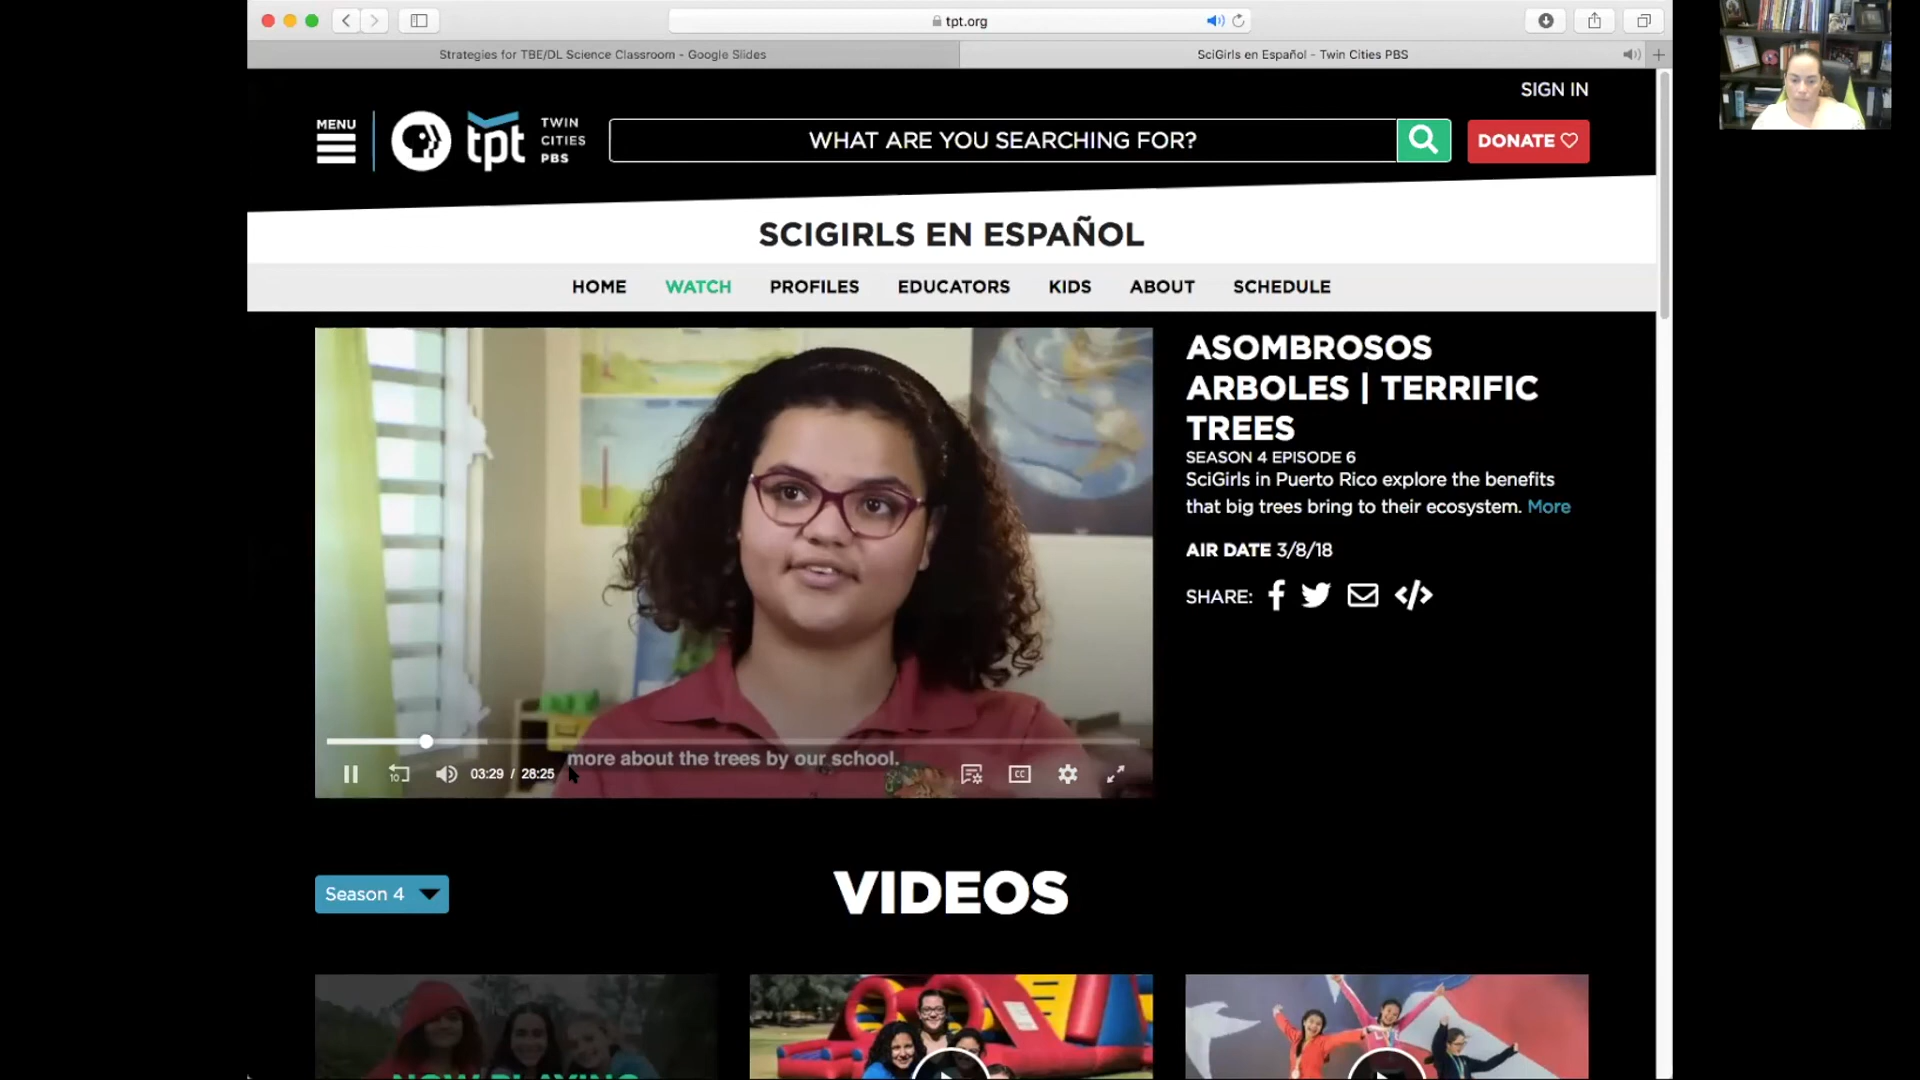 tpt.org
Strategies for TBE/DL Science Classroom - Google Slides
SciGirls en Español - Twin Cities PBS
SIGN IN
MENU
tpt
TWIN
CITIES
PBS
WHAT ARE YOU SEARCHING FOR?
DONATE
SCIGIRLS EN ESPAÑOL
HOME
WATCH
PROFILES
EDUCATORS
KIDS
ABOUT
SCHEDULE
ASOMBROSOS
ARBOLES | TERRIFIC
TREES
SEASON 4 EPISODE 6
SciGirls in Puerto Rico explore the benefits
that big trees bring to their ecosystem. More
AIR DATE 3/8/18
SHARE:
more about the trees by our school.
10
03:29 / 28:25
CC
Season 4
VIDEOS
NOW PLAYING